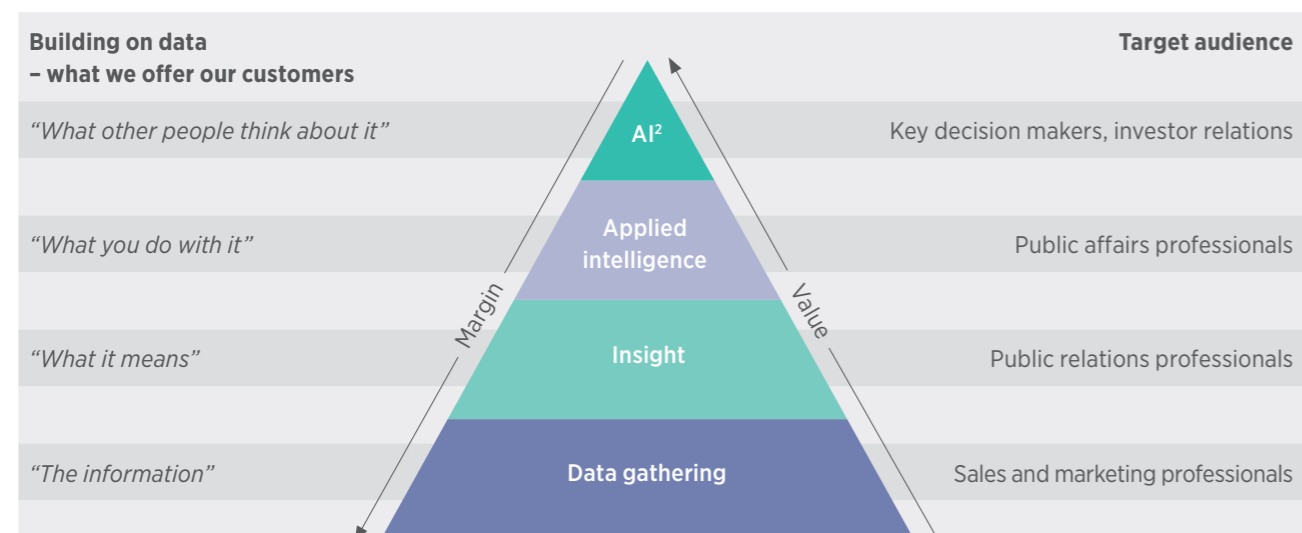 Building on data
– what we offer our customers
Target audience
“What other people think about it”
AI²
Key decision makers, investor relations
“What you do with it”
Applied
intelligence
Public affairs professionals
Margin
Value
“What it means”
Insight
Public relations professionals
“The information”
Data gathering
Sales and marketing professionals